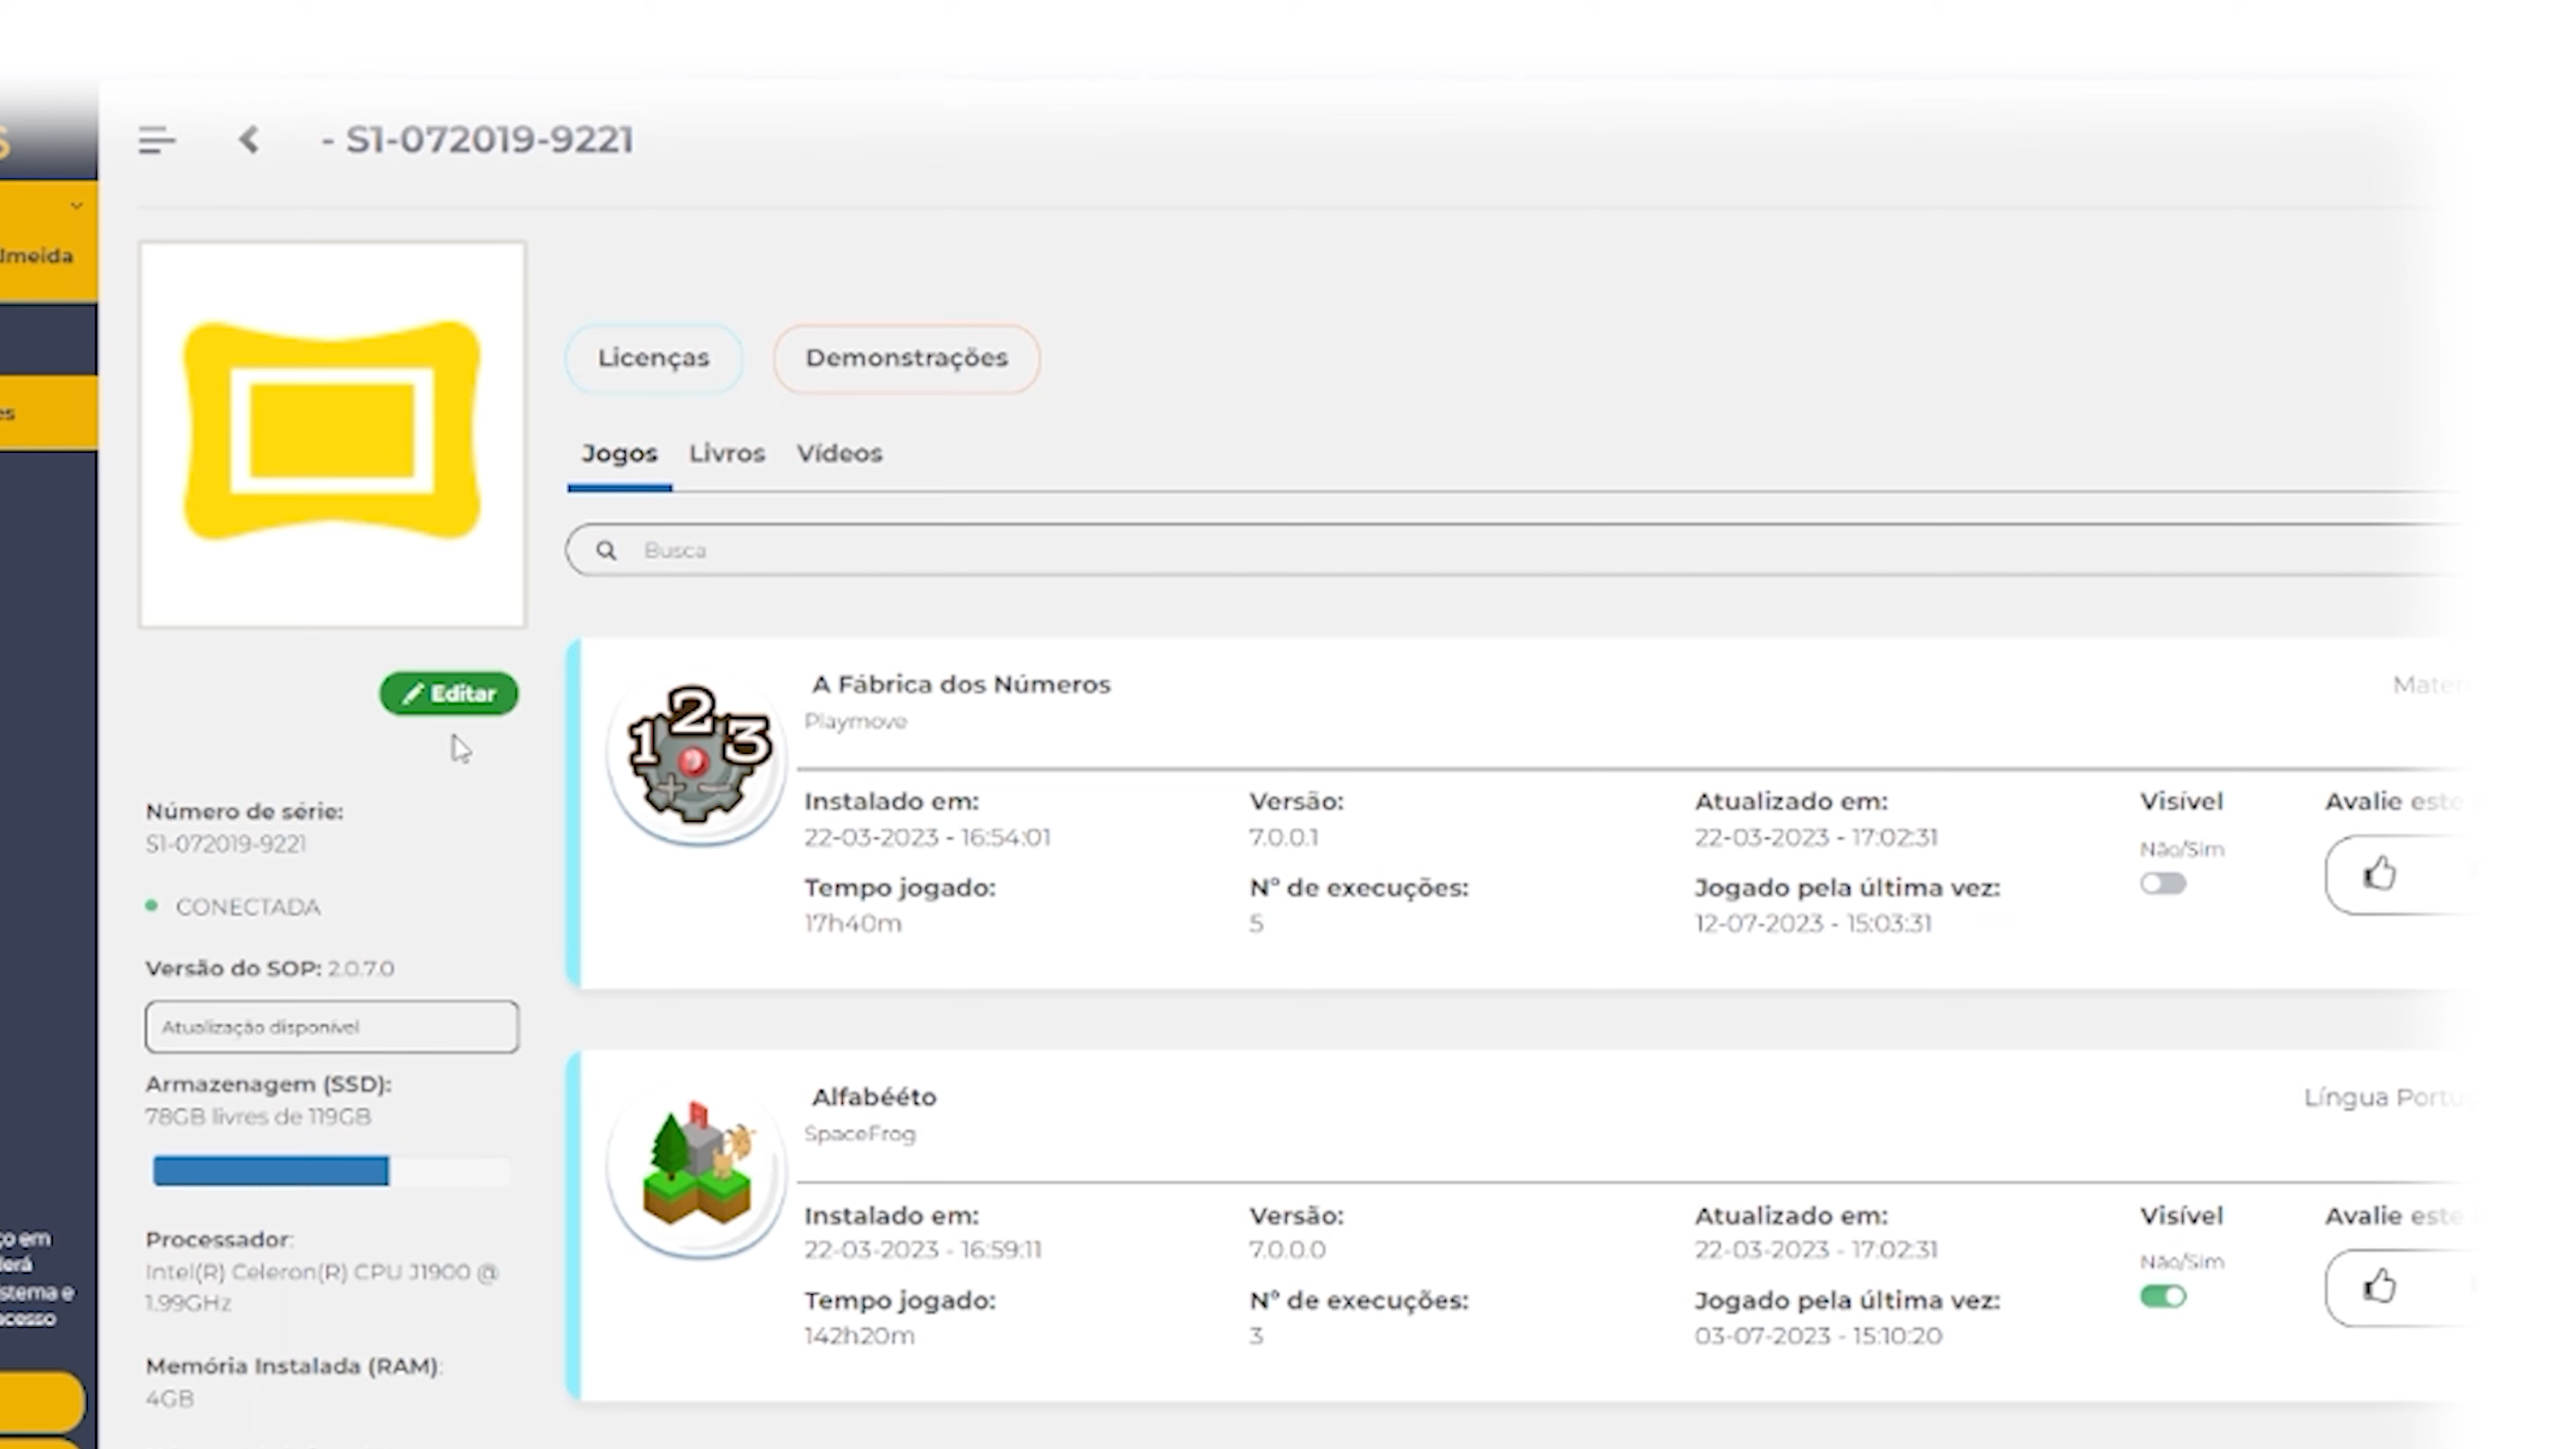 - S1-072019-9221
Licenças
Demonstrações
Jogos
Livros
Vídeos
Busca
Editar
Número de série:
S1-072019-9221
CONECTADA
Versão do SOP: 2.0.7.0
Atualização disponível
Armazenagem (SSD):
78GB livres de 119GB
Processador:
Intel(R) Celeron(R) CPU J1900 @
1.99GHz
Memória Instalada (RAM):
4GB
A Fábrica dos Números
Playmove
Instalado em:
22-03-2023 - 16:54:01
Versão:
7.0.0.1
Atualizado em:
22-03-2023 - 17:02:31
Visível
Não/Sim
Avalie este
Tempo jogado:
17h40m
Nº de execuções:
5
Jogado pela última vez:
12-07-2023 - 15:03:31
Alfabééto
SpaceFrog
Língua
Instalado em:
22-03-2023 - 16:59:11
Versão:
7.0.0.0
Atualizado em:
22-03-2023 - 17:02:31
Visível
Não/Sim
Avalie este
Tempo jogado:
142h20m
Nº de execuções:
3
Jogado pela última vez:
03-07-2023 - 15:10:20